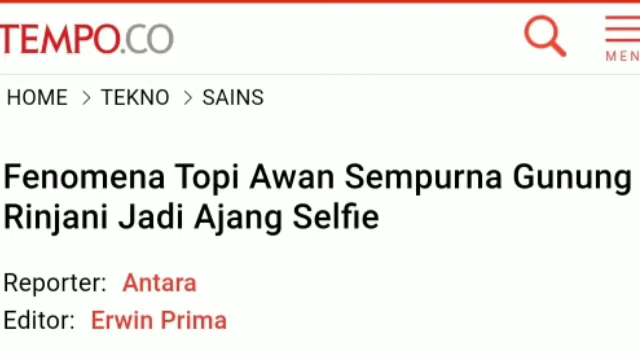 TEMPO.CO
MEN
HOME > TEKNO > SAINS
Fenomena Topi Awan Sempurna Gunung
Rinjani Jadi Ajang Selfie
Reporter: Antara
Editor: Erwin Prima